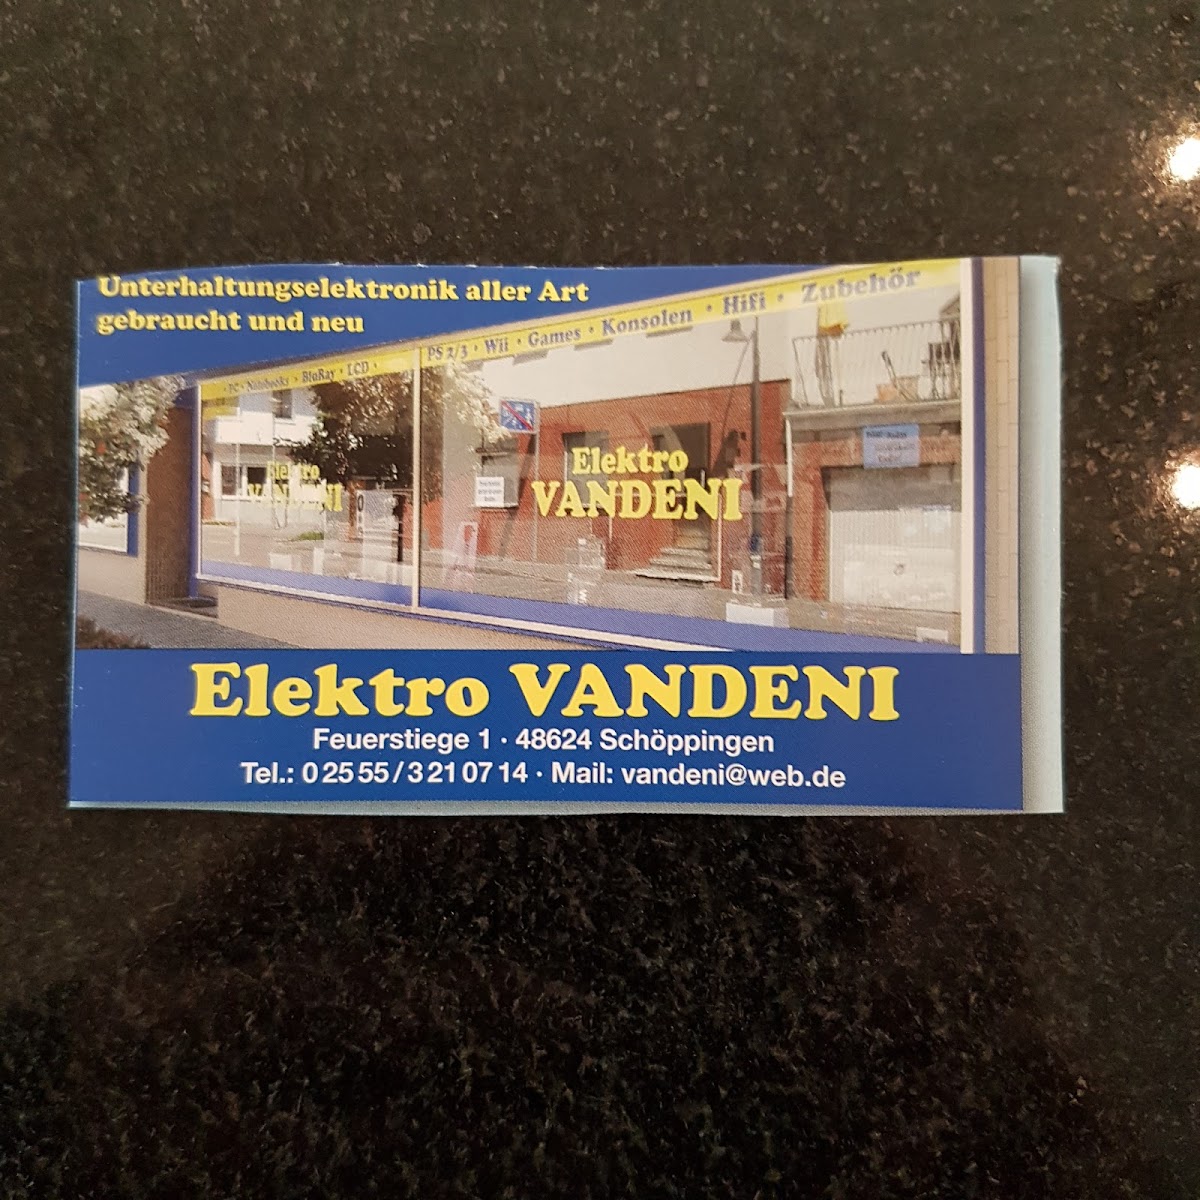 Unterhaltungselektronik aller Art
gebraucht und neu
· PC · Notebooks · BluRay · LCD ·
PS 2/3 · Wii · Games · Konsolen · Hifi · Zubehör
Elektro
VANDENI
Elektro
VANDENI
Elektro VANDENI
Feuerstiege 1 · 48624 Schöppingen
Tel.: 0 25 55 / 3 21 07 14 · Mail: vandeni@web.de